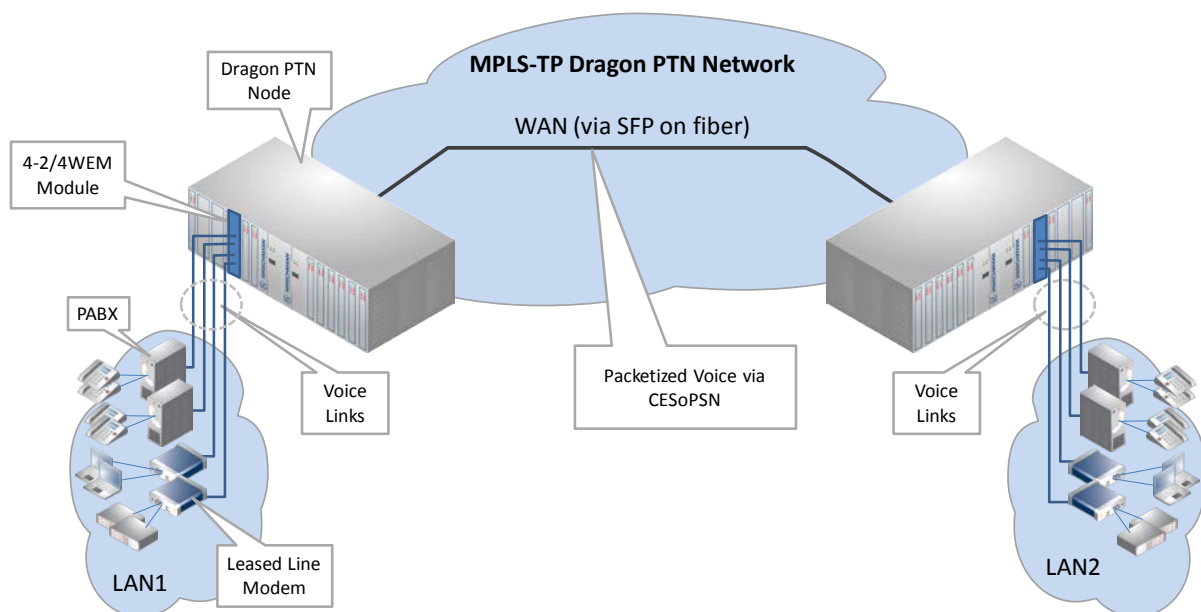 MPLS-TP Dragon PTN Network
Dragon PTN
Node
WAN (via SFP on fiber)
4-2/4WEM
Module
PABX
Voice
Links
Packetized Voice via
CESoPSN
Voice
Links
LAN1
Leased Line
Modem
LAN2